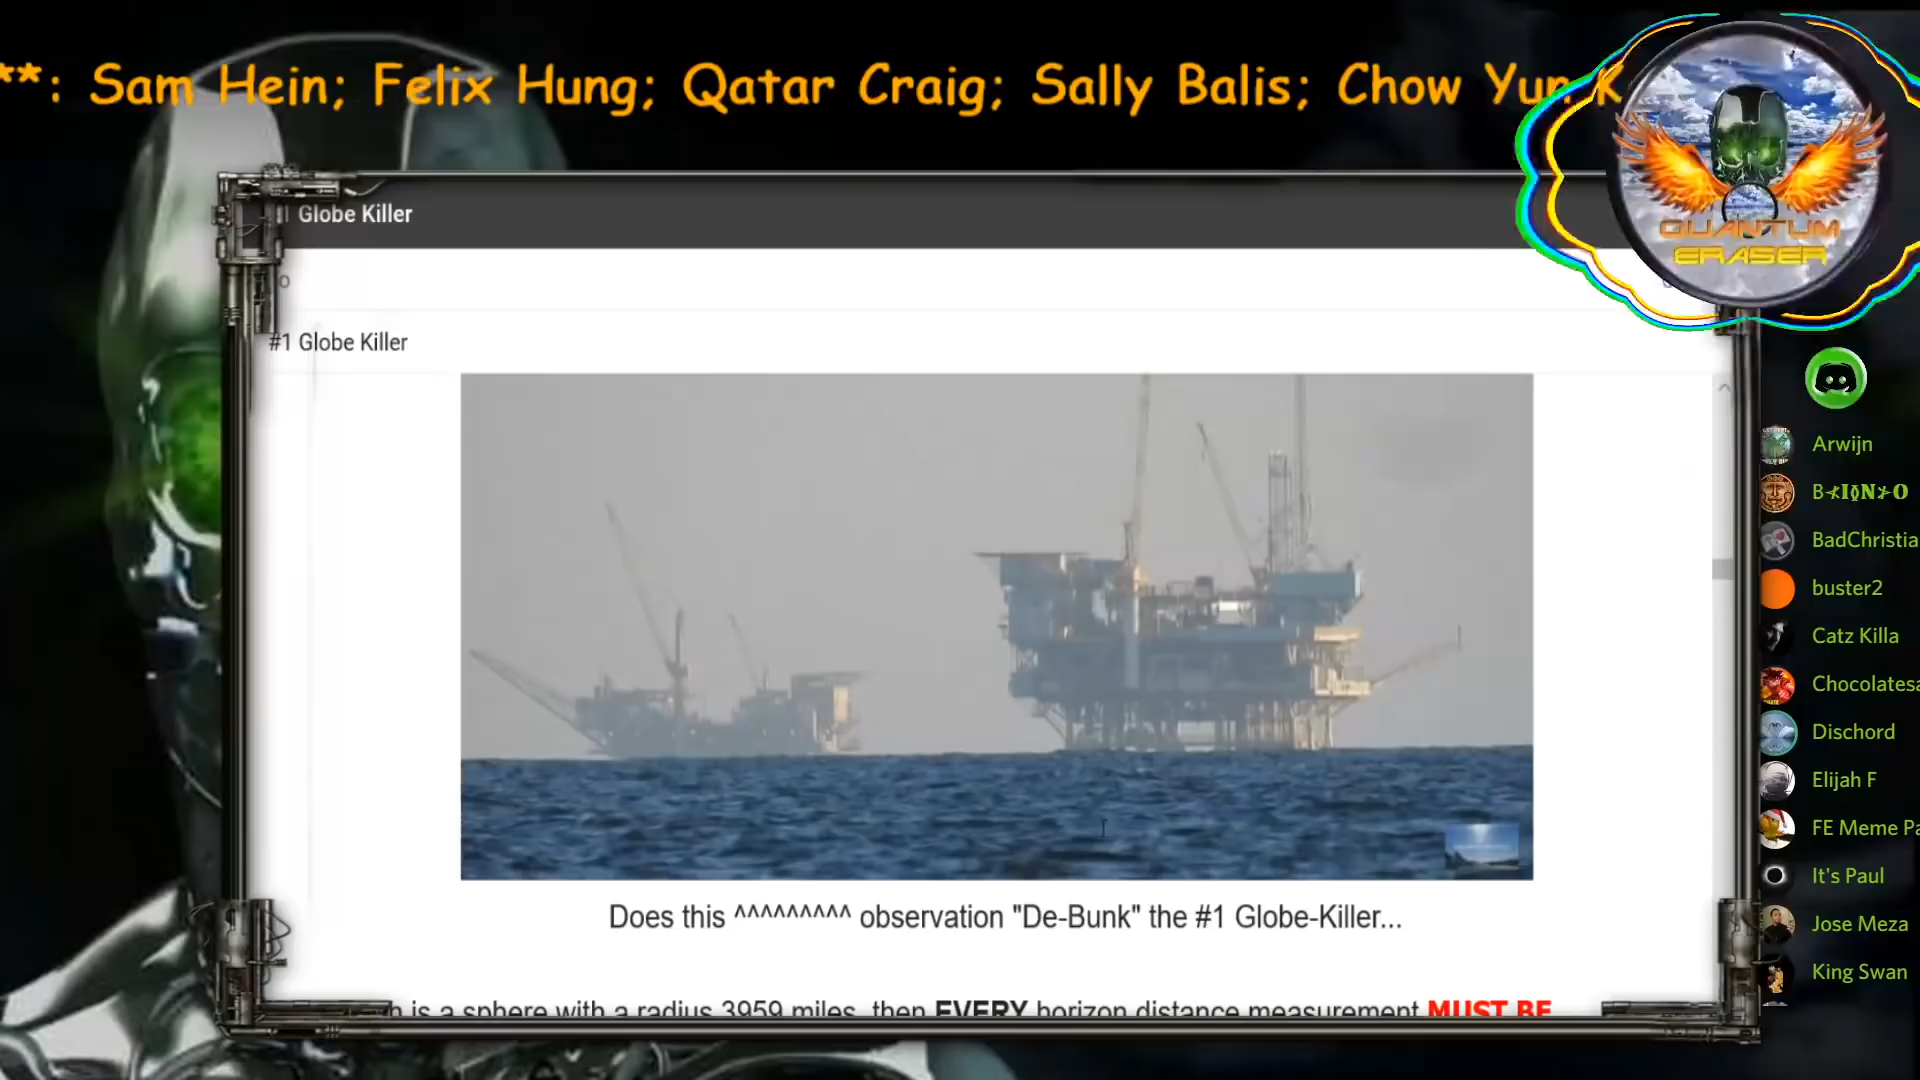 **: Sam Hein; Felix Hung; Qatar Craig; Sally Balis; Chow Yun K
QUANTUM
ERASER
Globe Killer
#1 Globe Killer
Does this ^^^^^^^^^ observation "De-Bunk" the #1 Globe-Killer...
is a sphere with a radius 3959 miles, then EVERY horizon distance measurement MUST BE
Arwijn
BadChristia
buster2
Catz Killa
Chocolatesa
Dischord
Elijah F
FE Meme Pa
It's Paul
Jose Meza
King Swan